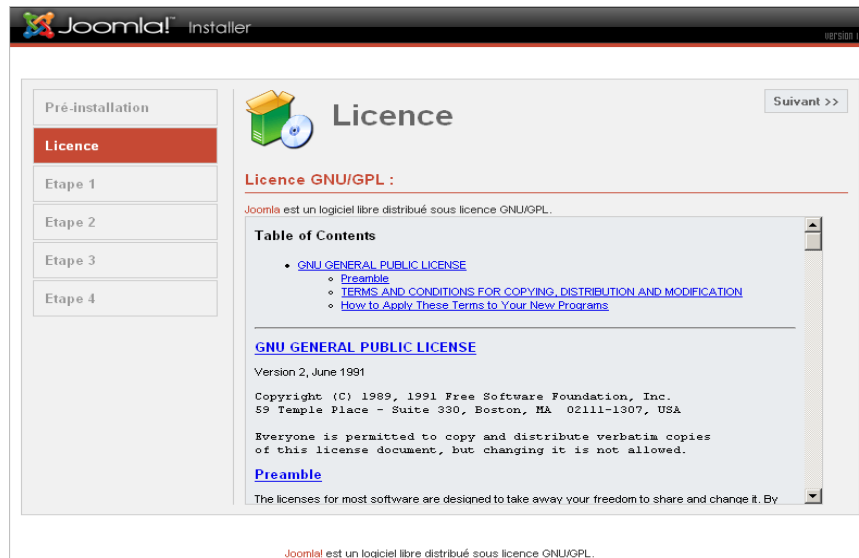 Joomla!™ Installer
version
Pré-installation
Licence
Etape 1
Etape 2
Etape 3
Etape 4
Licence
Suivant >>
Licence GNU/GPL :
Joomla est un logiciel libre distribué sous licence GNU/GPL.
Table of Contents
• GNU GENERAL PUBLIC LICENSE
◦ Preamble
◦ TERMS AND CONDITIONS FOR COPYING, DISTRIBUTION AND MODIFICATION
◦ How to Apply These Terms to Your New Programs
GNU GENERAL PUBLIC LICENSE
Version 2, June 1991
Copyright (C) 1989, 1991 Free Software Foundation, Inc.
59 Temple Place - Suite 330, Boston, MA 02111-1307, USA
Everyone is permitted to copy and distribute verbatim copies
of this license document, but changing it is not allowed.
Preamble
The licenses for most software are designed to take away your freedom to share and change it. By
Joomla! est un logiciel libre distribué sous licence GNU/GPL.